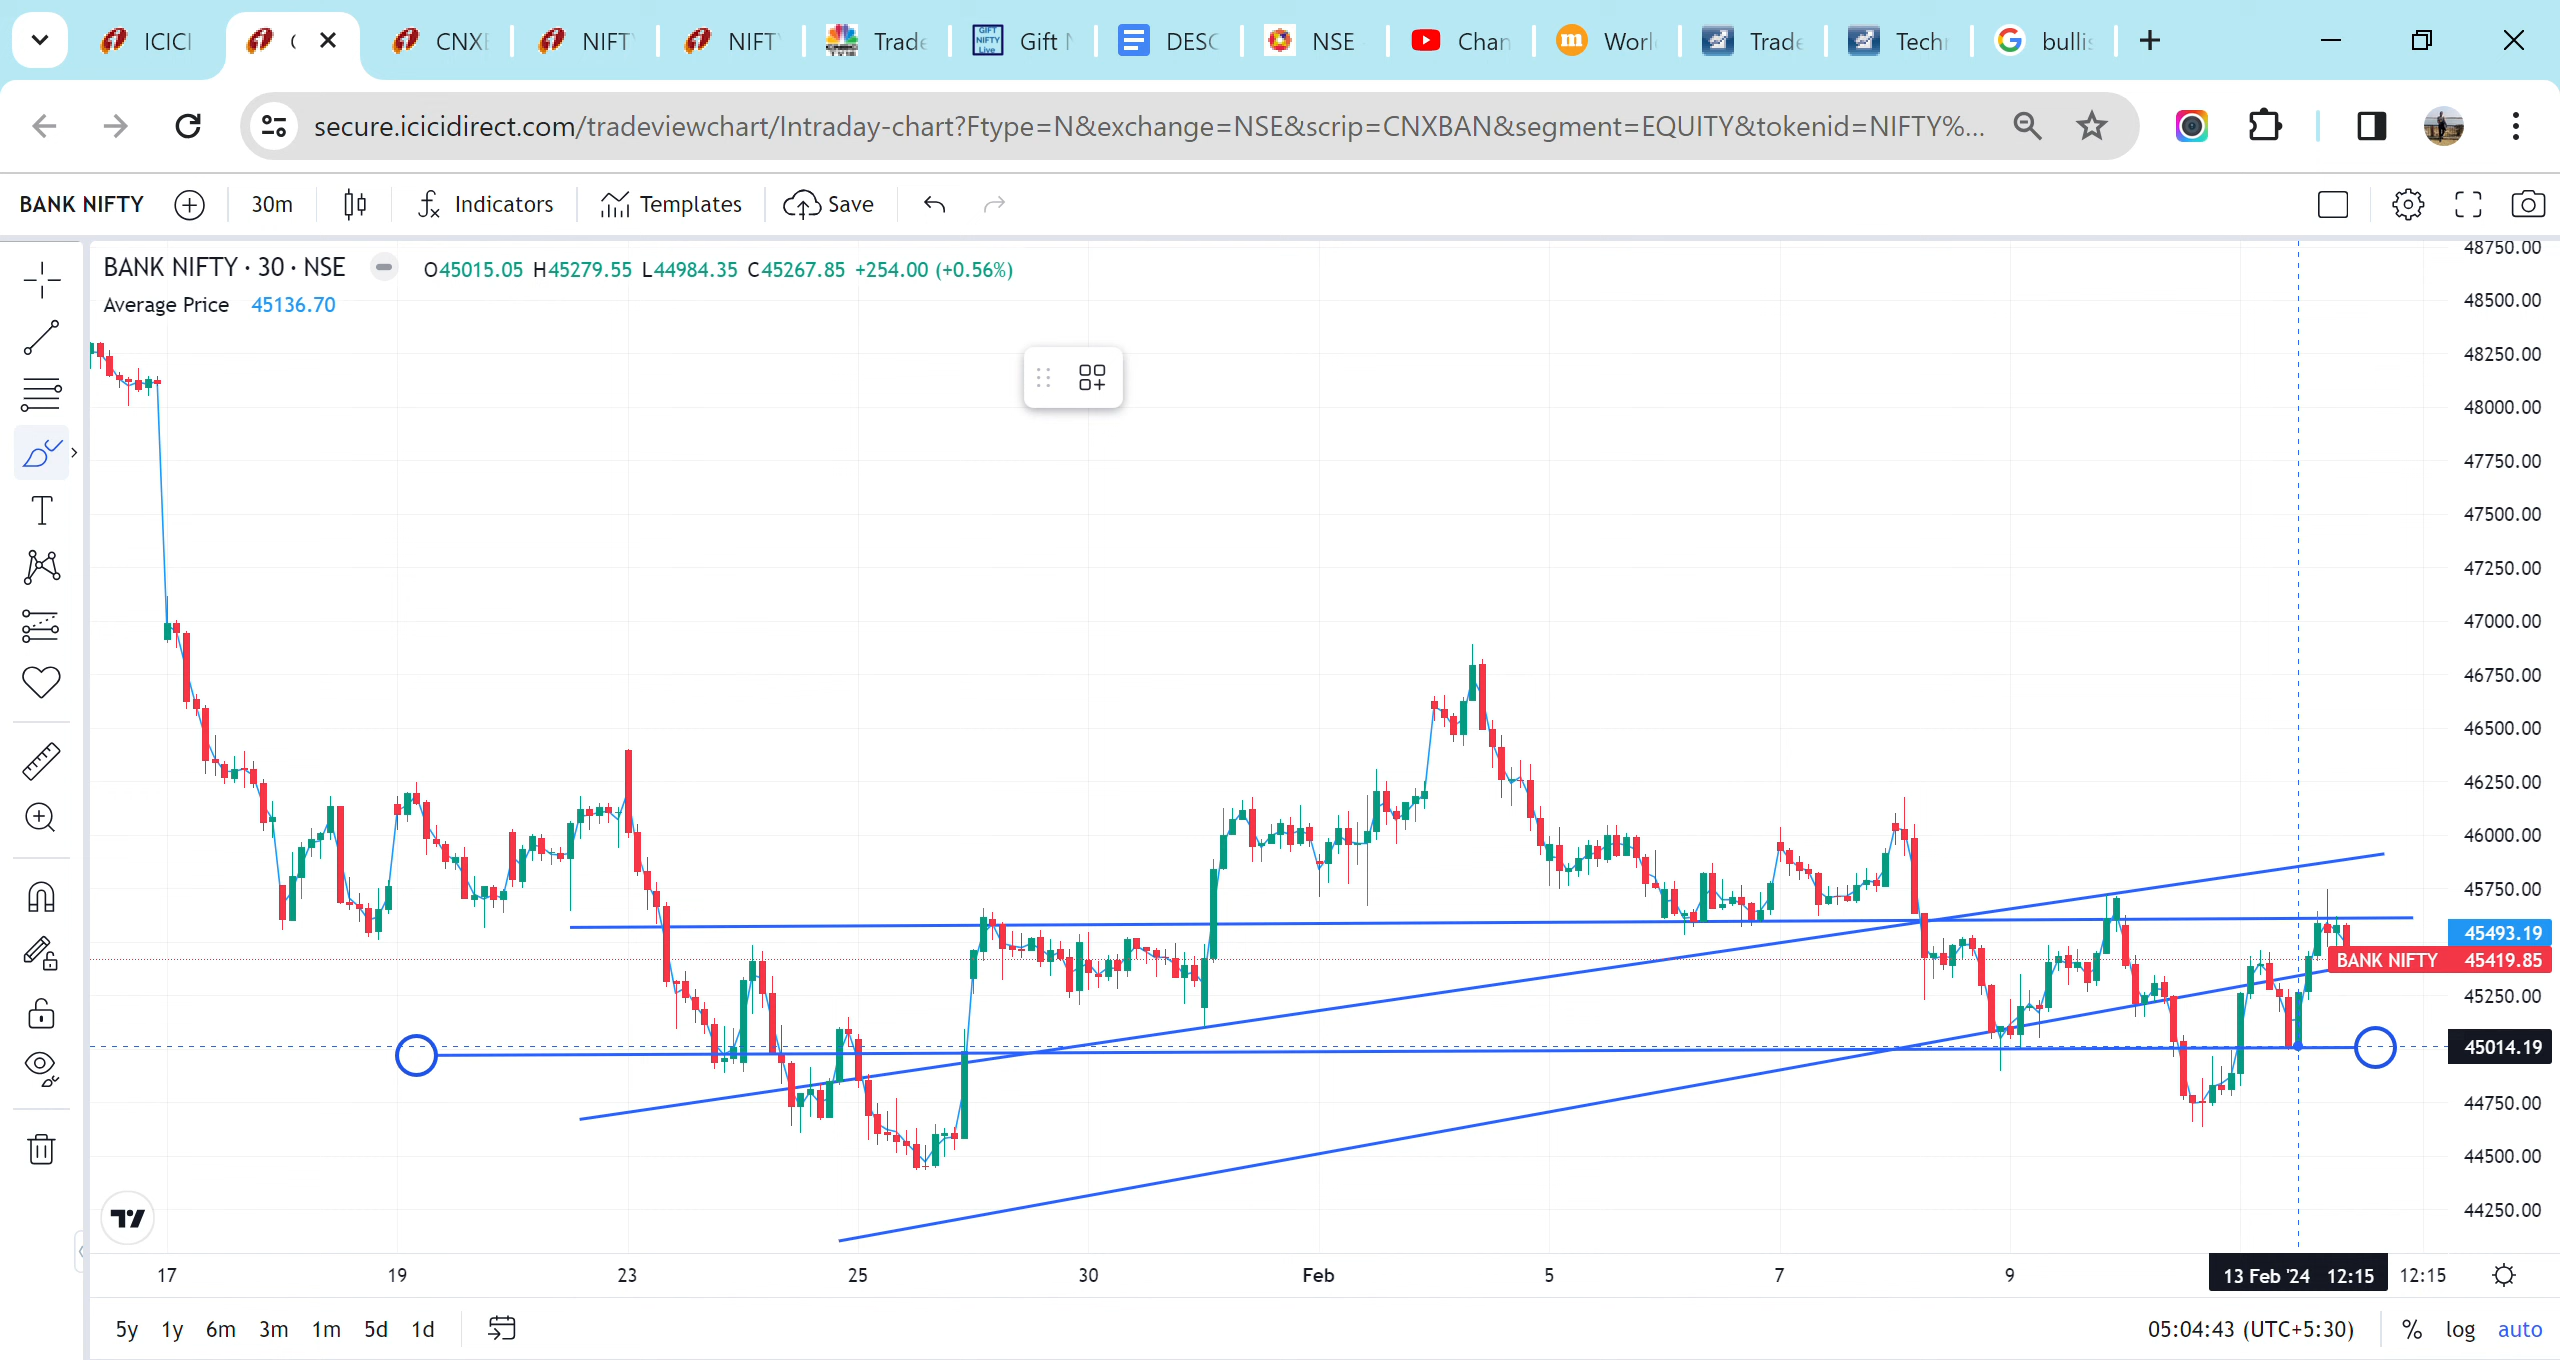 ICICI
CNX
NIFT
NIFT
Trade
Gift
DESC
NSE
Chan
Worl
Trade
Tech
bullis
secure.icicidirect.com/tradeviewchart/Intraday-chart?Ftype=N&exchange=NSE&scrip=CNXBAN&segment=EQUITY&tokenid=NIFTY%...
BANK NIFTY 30m Indicators Templates Save
BANK NIFTY · 30 · NSE O45015.05 H45279.55 L44984.35 C45267.85 +254.00 (+0.56%)
Average Price 45136.70
48750.00
48500.00
48250.00
48000.00
47750.00
47500.00
47250.00
47000.00
46750.00
46500.00
46250.00
46000.00
45750.00
45493.19
BANK NIFTY 45419.85
45250.00
45014.19
44750.00
44500.00
44250.00
17 19 23 25 30 Feb 5 7 9 13 Feb '24 12:15 12:15
5y 1y 6m 3m 1m 5d 1d 05:04:43 (UTC+5:30) % log auto